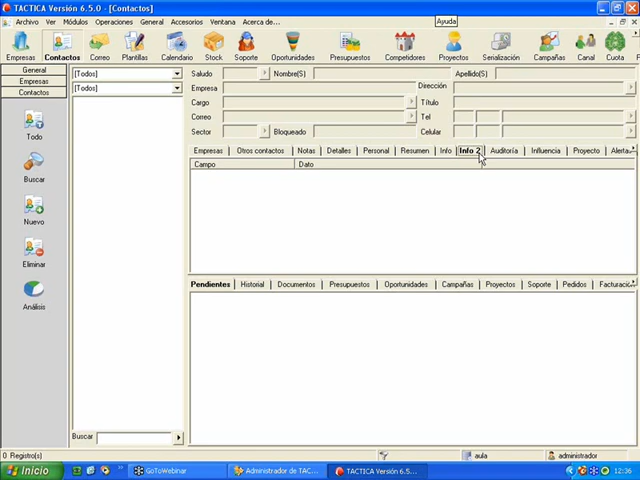 TACTICA Versión 6.5.0 - [Contactos]
Archivo Ver Módulos Operaciones General Accesorios Ventana Acerca de...
Ayuda
Empresas Contactos Correo Plantillas Calendario Stock Soporte Oportunidades Presupuestos Competitors Proyectos Serialización Campañas Canal Cuota
General
Empresas
Contactos
Todo
Buscar
Nuevo
Eliminar
Análisis
[Todos]
[Todos]
Buscar
Saludo Nombre(S) Apellido(S)
Empresa Dirección
Cargo Título
Correo Tel
Sector Bloqueado Celular
Empresas Otros contactos Notas Detalles Personal Resumen Info Info 2 Auditoría Influencia Proyecto Alerta
Campo Dato
Pendientes Historial Documentos Presupuestos Oportunidades Campañas Proyectos Soporte Pedidos Facturación
0 Registro(s) aula administrador
Inicio GoToWebinar Administrador de TAC... TACTICA Versión 6.5... 12:36